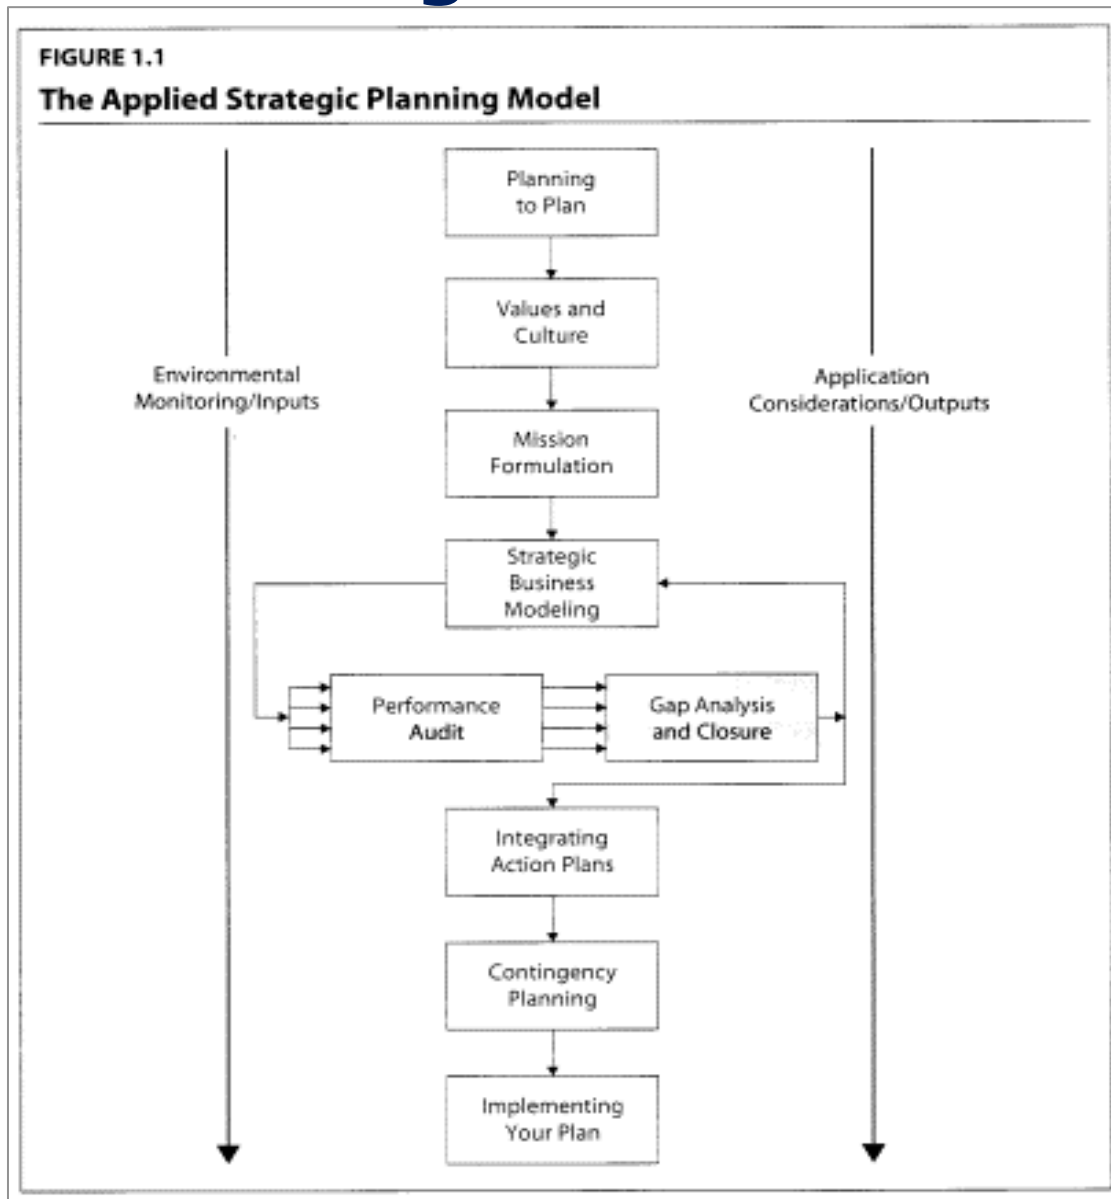 FIGURE 1.1
The Applied Strategic Planning Model
Planning
to Plan
Values and
Culture
Environmental
Monitoring/Inputs
Application
Considerations/Outputs
Mission
Formulation
Strategic
Business
Modeling
Performance
Audit
Gap Analysis
and Closure
Integrating
Action Plans
Contingency
Planning
Implementing
Your Plan